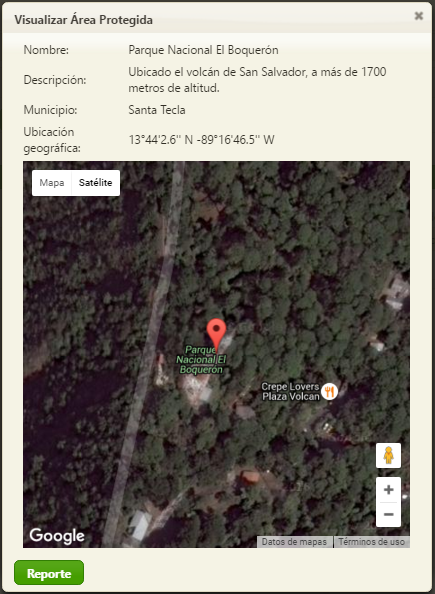 Visualizar Área Protegida
Nombre: Parque Nacional El Boquerón
Descripción: Ubicado el volcán de San Salvador, a más de 1700
metros de altitud.
Municipio: Santa Tecla
Ubicación
geográfica: 13°44'2.6'' N -89°16'46.5'' W
Mapa Satélite
Parque
Nacional El
Boquerón
Crepe Lovers
Plaza Volcan
Google
Datos de mapas Términos de uso
Reporte